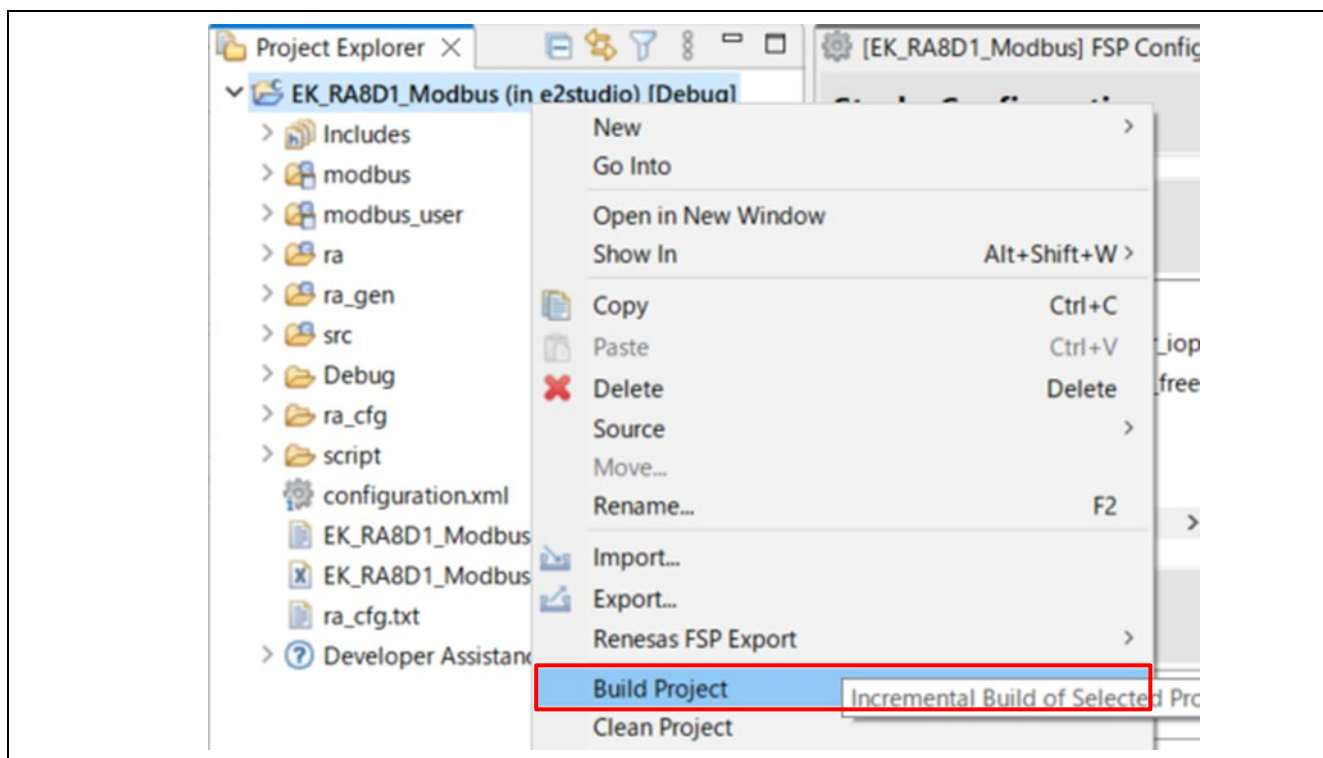 Project Explorer
[EK_RA8D1_Modbus] FSP
EK_RA8D1_Modbus (in e2studio) [Debug]
Includes
modbus
modbus_user
ra
ra_gen
src
Debug
ra_cfg
script
configuration.xml
EK_RA8D1_Modbus
EK_RA8D1_Modbus
ra_cfg.txt
Developer
New
Go Into
Open in New Window
Show In Alt+Shift+W
Copy Ctrl+C
Paste Ctrl+V
Delete Delete
Source
Move...
Rename... F2
Import...
Export...
Renesas FSP Export
Build Project
Incremental Build of Selected
Clean Project
_iop
_free